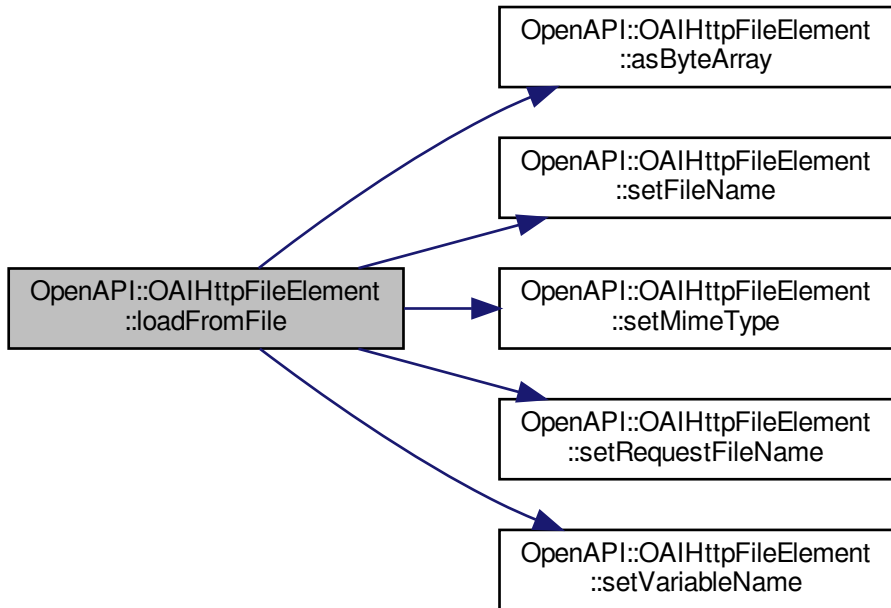 OpenAPI::OAIHttpFileElement
::asByteArray
OpenAPI::OAIHttpFileElement
::setFileName
OpenAPI::OAIHttpFileElement
::loadFromFile
OpenAPI::OAIHttpFileElement
::setMimeType
OpenAPI::OAIHttpFileElement
::setRequestFileName
OpenAPI::OAIHttpFileElement
::setVariableName